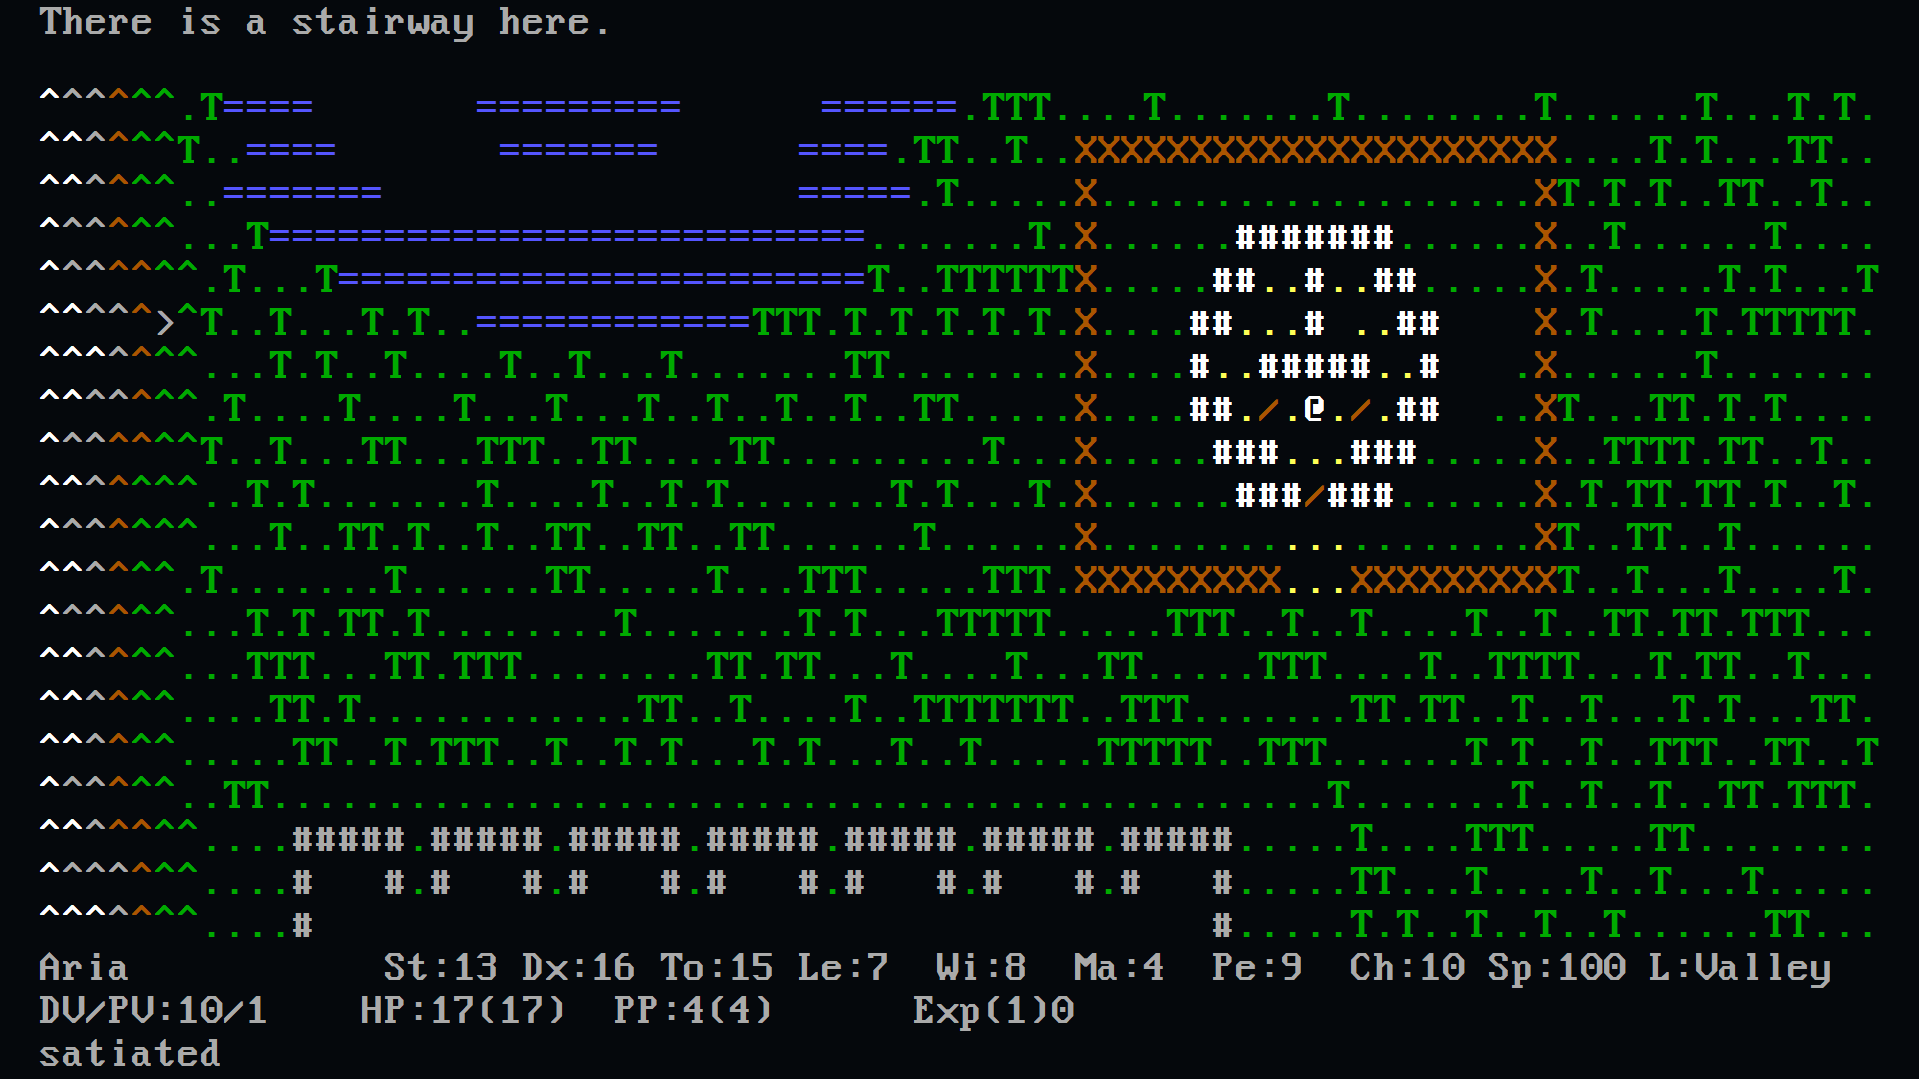 There is a stairway here.
Aria St:13 Dx:16 To:15 Le:7 Wi:8 Ma:4 Pe:9 Ch:10 Sp:100 L:Valley
DV/PV:10/1 HP:17(17) PP:4(4) Exp(1)0
satiated